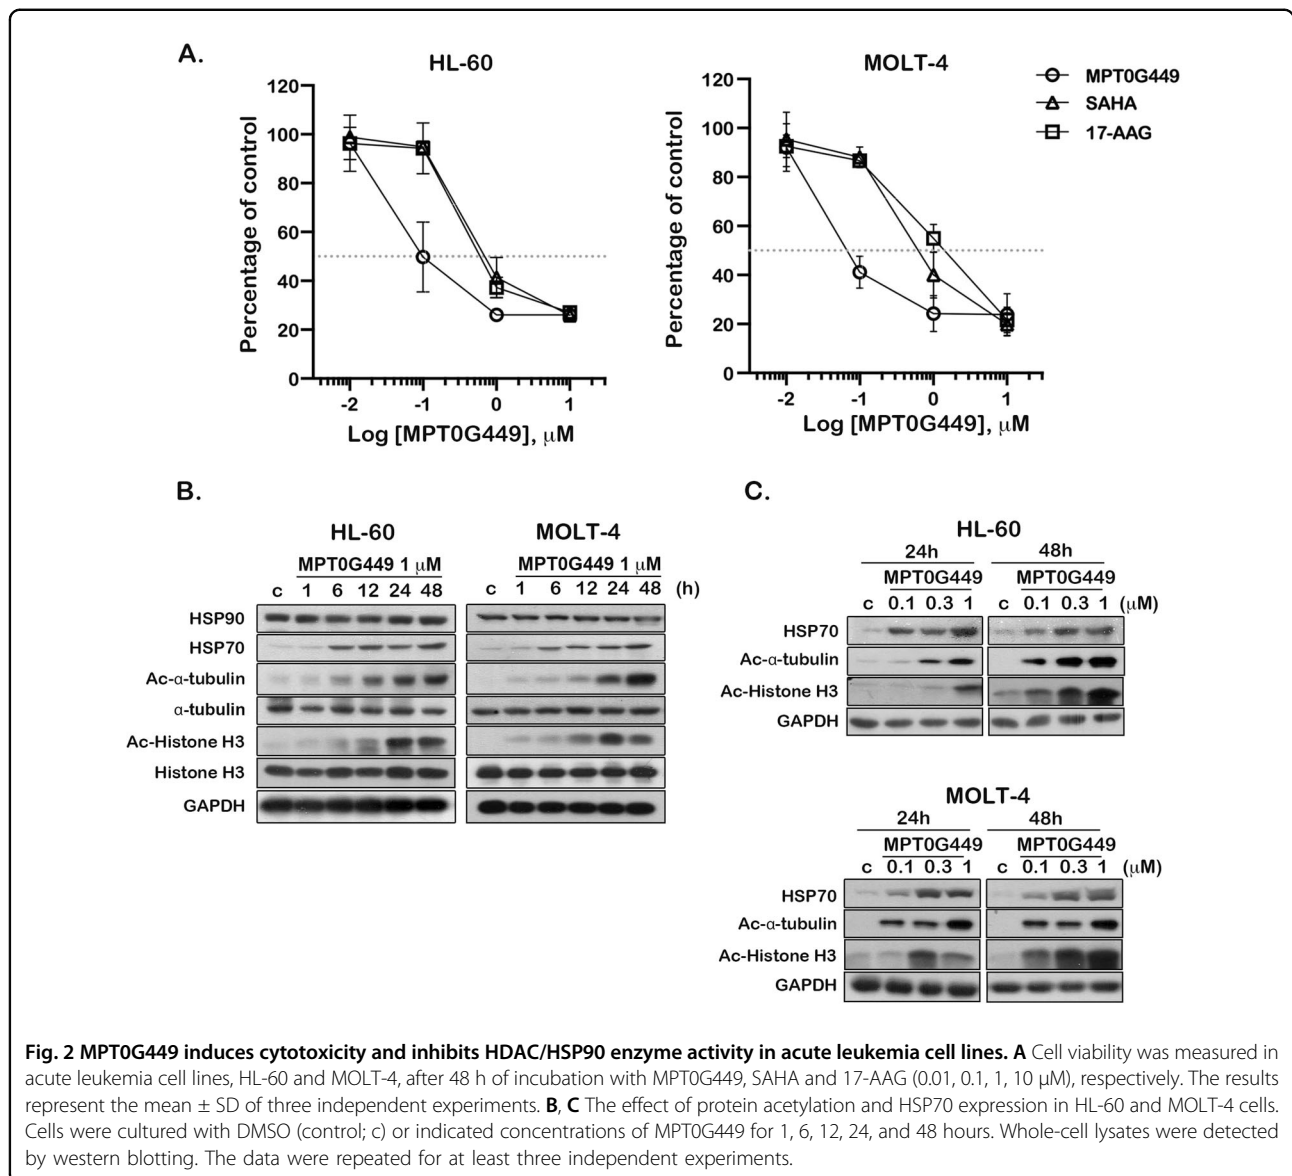 A.
HL-60
120
100
80
60
40
20
0
Percentage of control
-2 -1 0 1
Log [MPT0G449], μM
MOLT-4
120
100
80
60
40
20
0
Percentage of control
-2 -1 0 1
Log [MPT0G449], μM
MPT0G449
SAHA
17-AAG
B.
HL-60
MPT0G449 1 μM
c 1 6 12 24 48
MOLT-4
MPT0G449 1 μM
c 1 6 12 24 48 (h)
HSP90
HSP70
Ac-α-tubulin
α-tubulin
Ac-Histone H3
Histone H3
GAPDH
C.
HL-60
24h 48h
MPT0G449 MPT0G449
c 0.1 0.3 1 c 0.1 0.3 1 (μM)
HSP70
Ac-α-tubulin
Ac-Histone H3
GAPDH
MOLT-4
24h 48h
MPT0G449 MPT0G449
c 0.1 0.3 1 c 0.1 0.3 1 (μM)
HSP70
Ac-α-tubulin
Ac-Histone H3
GAPDH
Fig. 2 MPT0G449 induces cytotoxicity and inhibits HDAC/HSP90 enzyme activity in acute leukemia cell lines. A Cell viability was measured in
acute leukemia cell lines, HL-60 and MOLT-4, after 48 h of incubation with MPT0G449, SAHA and 17-AAG (0.01, 0.1, 1, 10 μM), respectively. The results
represent the mean ± SD of three independent experiments. B, C The effect of protein acetylation and HSP70 expression in HL-60 and MOLT-4 cells.
Cells were cultured with DMSO (control; c) or indicated concentrations of MPT0G449 for 1, 6, 12, 24, and 48 hours. Whole-cell lysates were detected
by western blotting. The data were repeated for at least three independent experiments.